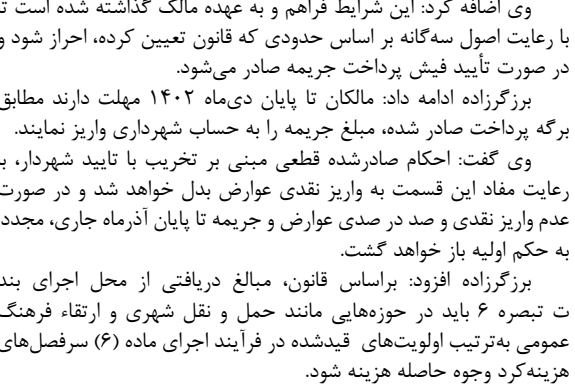 وی اضافه کرد: این شرایط فراهم و به عهده مالک گذاشته شده است تا
با رعایت اصول سه‌گانه بر اساس حدودی که قانون تعیین کرده، احراز شود و
در صورت تأیید فیش پرداخت جریمه صادر می‌شود.
برزگرزاده ادامه داد: مالکان تا پایان دی‌ماه ۱۴۰۲ مهلت دارند مطابق
برگه پرداخت صادر شده، مبلغ جریمه را به حساب شهرداری واریز نمایند.
وی گفت: احکام صادرشده قطعی مبنی بر تخریب با تایید شهردار، با
رعایت مفاد این قسمت به واریز نقدی عوارض بدل خواهد شد و در صورت
عدم واریز نقدی و صد در صدی عوارض و جریمه تا پایان آذرماه جاری، مجدد
به حکم اولیه باز خواهد گشت.
برزگرزاده افزود: براساس قانون، مبالغ دریافتی از محل اجرای بند
ت تبصره ۶ باید در حوزه‌هایی مانند حمل و نقل شهری و ارتقاء فرهنگ
عمومی به‌ترتیب اولویت‌های قیدشده در فرآیند اجرای ماده (۶) سرفصل‌های
هزینه‌کرد وجوه حاصله هزینه شود.